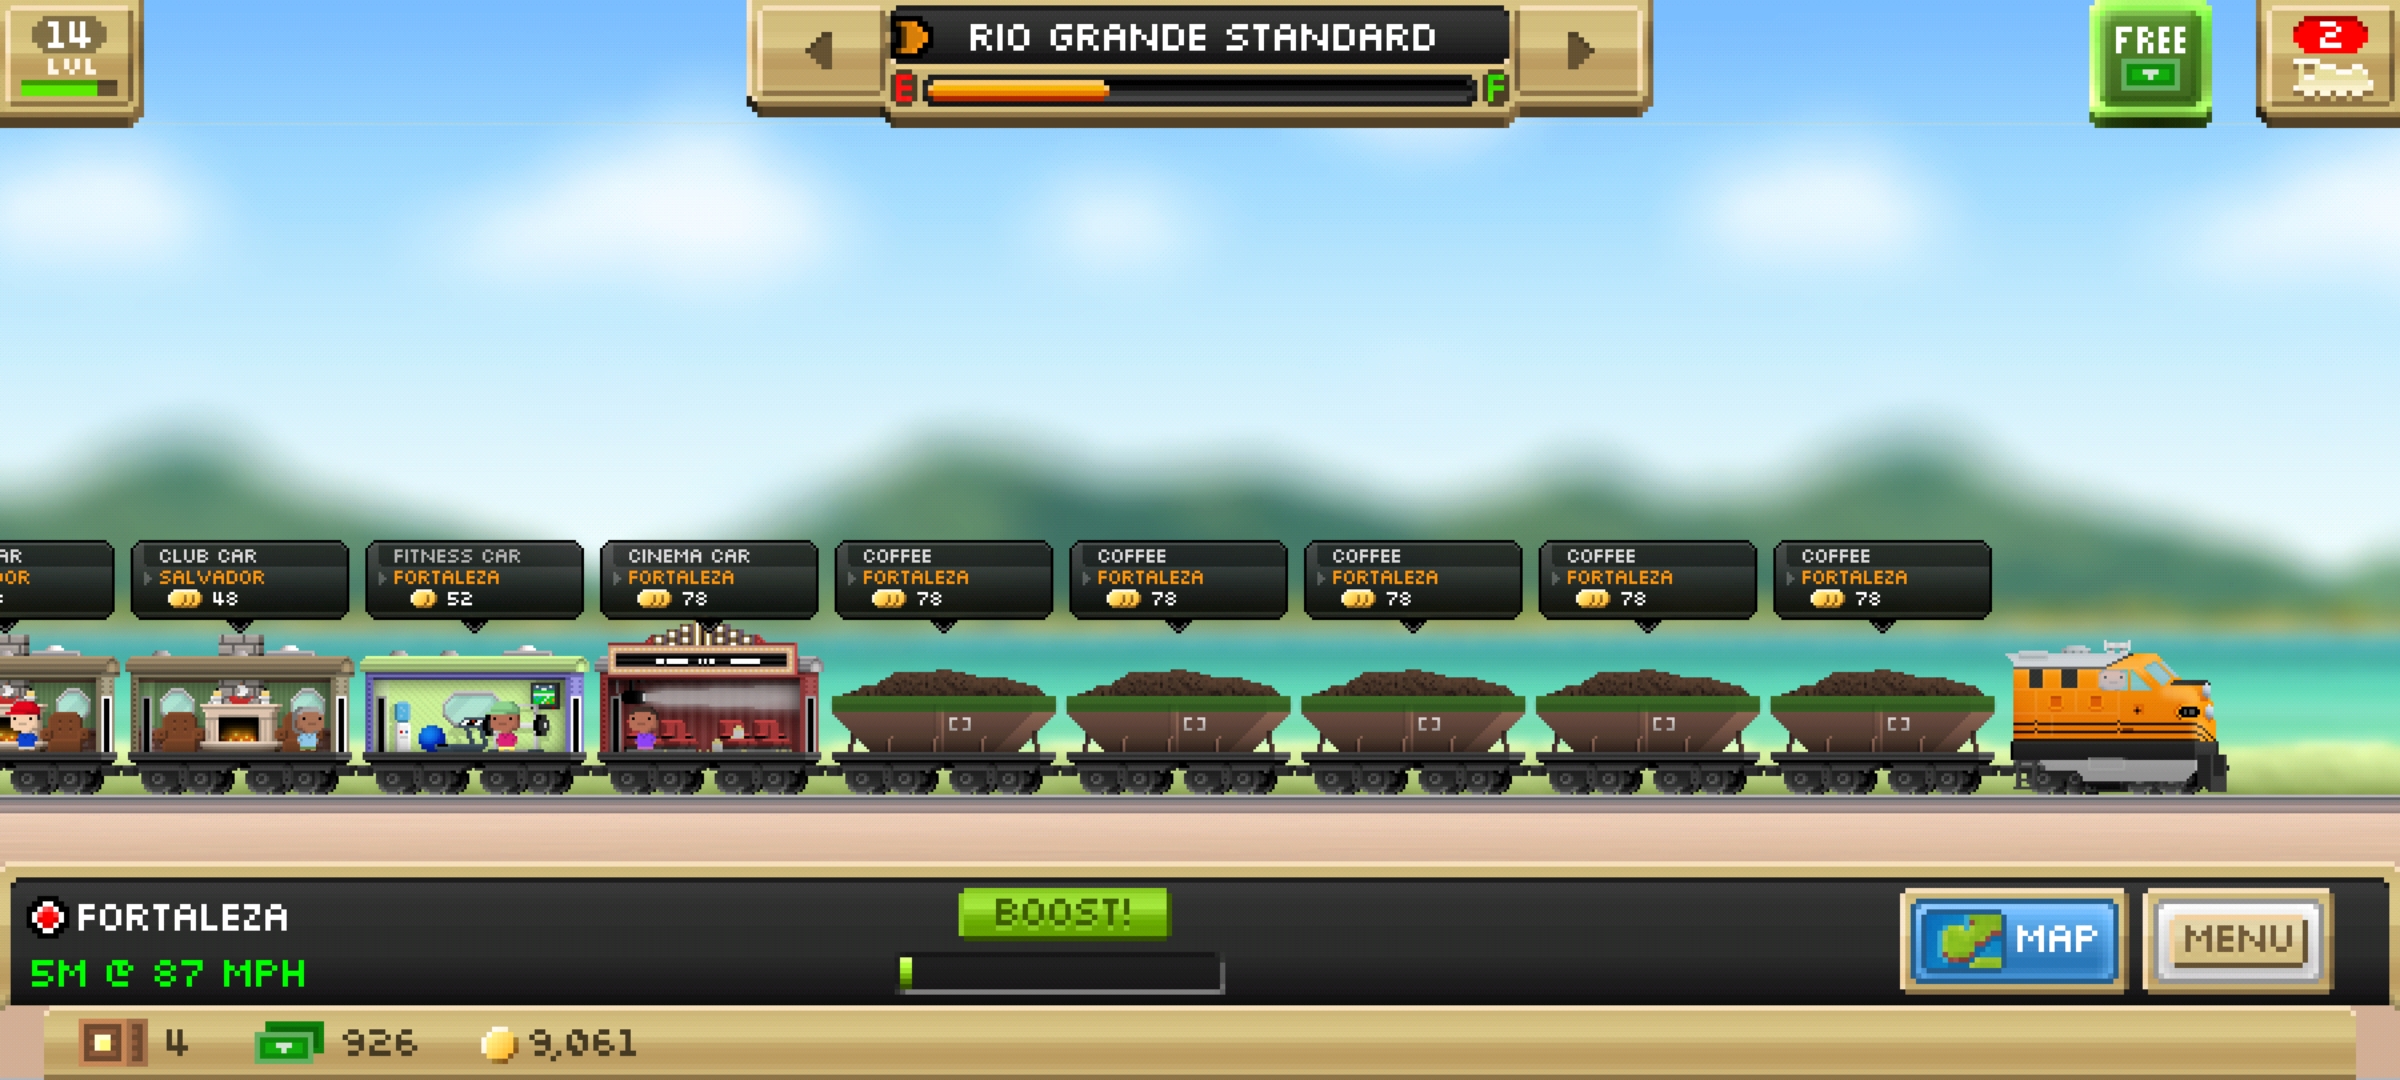 14
LVL
RIO GRANDE STANDARD
E
F
FREE
2
AR
OR
CLUB CAR
SALVADOR
48
FITNESS CAR
FORTALEZA
52
CINEMA CAR
FORTALEZA
78
COFFEE
FORTALEZA
78
COFFEE
FORTALEZA
78
COFFEE
FORTALEZA
78
COFFEE
FORTALEZA
78
COFFEE
FORTALEZA
78
FORTALEZA
5M @ 87 MPH
BOOST!
MAP
MENU
4
926
9,061